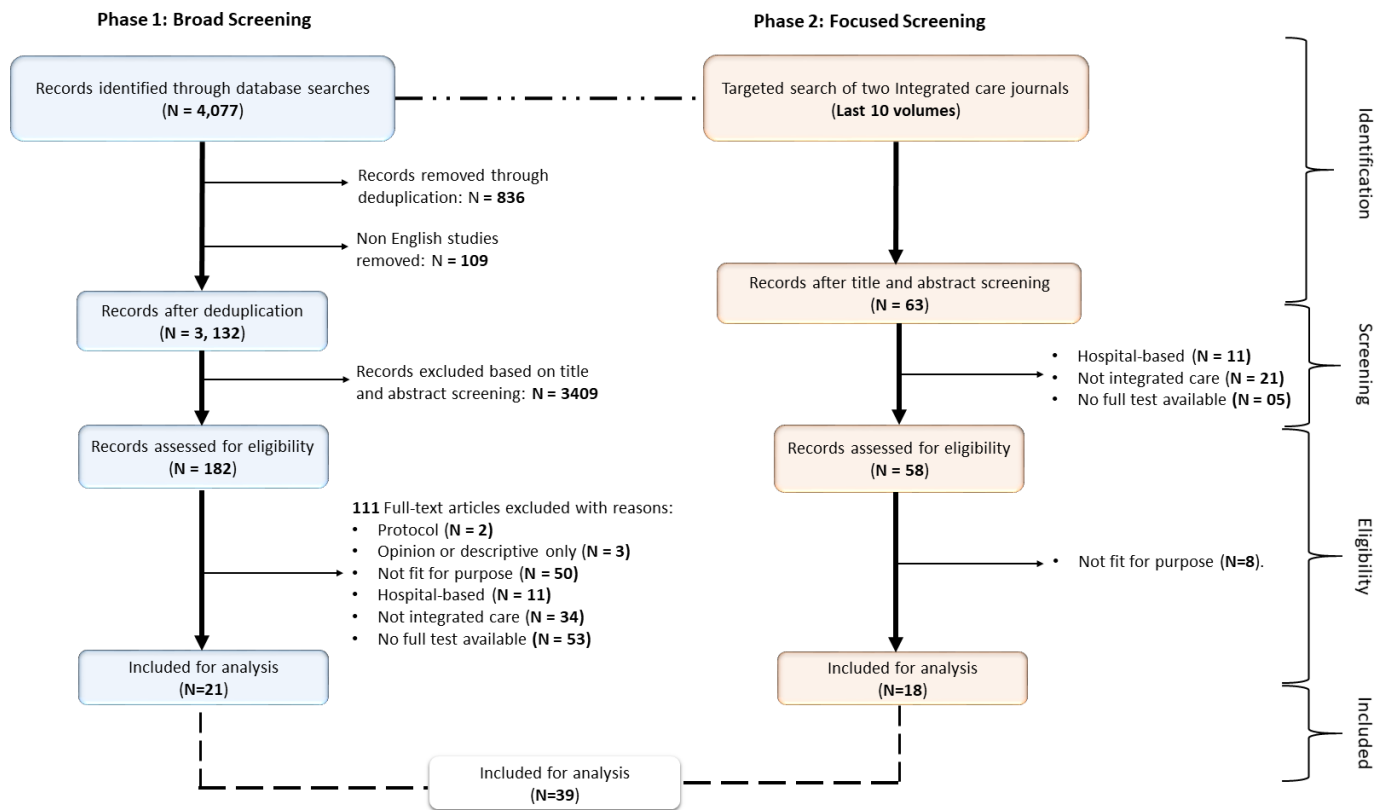 Phase 1: Broad Screening
Phase 2: Focused Screening
Records identified through database searches
(N = 4,077)
Targeted search of two Integrated care journals
(Last 10 volumes)
Identification
Records removed through
deduplication: N = 836
Non English studies
removed: N = 109
Records after deduplication
(N = 3, 132)
Records after title and abstract screening
(N = 63)
Screening
Records excluded based on title
and abstract screening: N = 3409
• Hospital-based (N = 11)
• Not integrated care (N = 21)
• No full test available (N = 05)
Records assessed for eligibility
(N = 182)
Records assessed for eligibility
(N = 58)
Eligibility
111 Full-text articles excluded with reasons:
• Protocol (N = 2)
• Opinion or descriptive only (N = 3)
• Not fit for purpose (N = 50)
• Hospital-based (N = 11)
• Not integrated care (N = 34)
• No full test available (N = 53)
• Not fit for purpose (N=8).
Included for analysis
(N=21)
Included for analysis
(N=18)
Included
Included for analysis
(N=39)